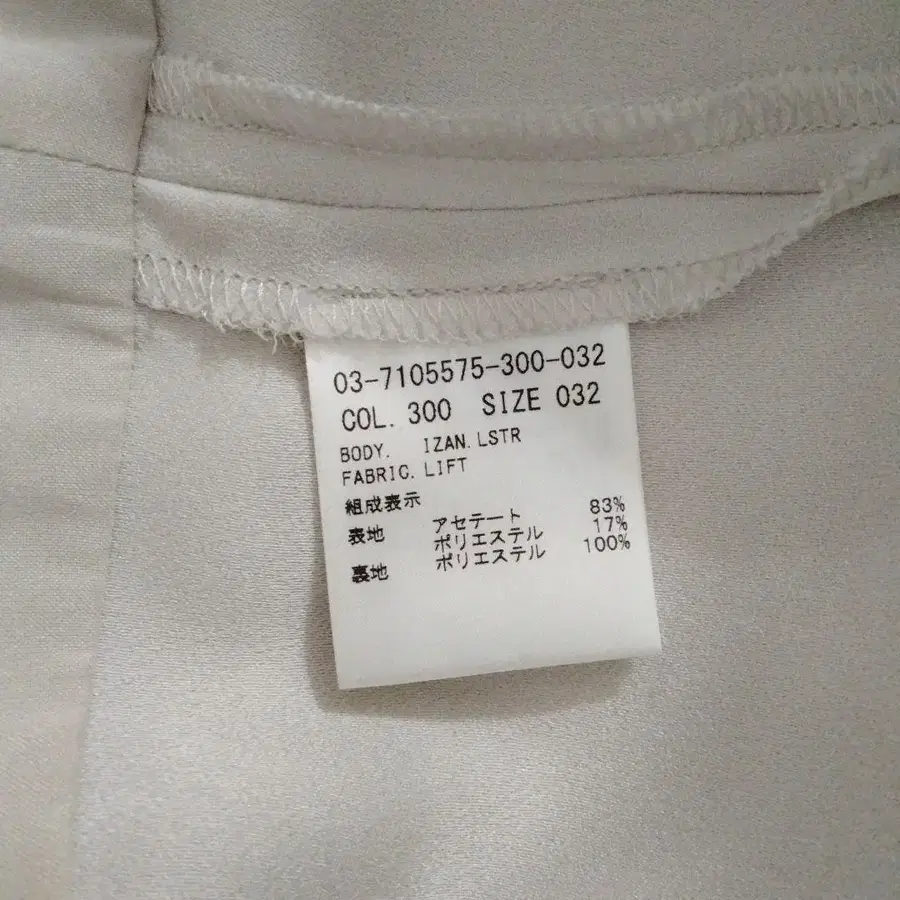 03-7105575-300-032
COL. 300 SIZE 032
BODY. IZAN.LSTR
FABRIC.LIFT
組成表示
表地 アセテート 83%
ポリエステル 17%
裏地 ポリエステル 100%